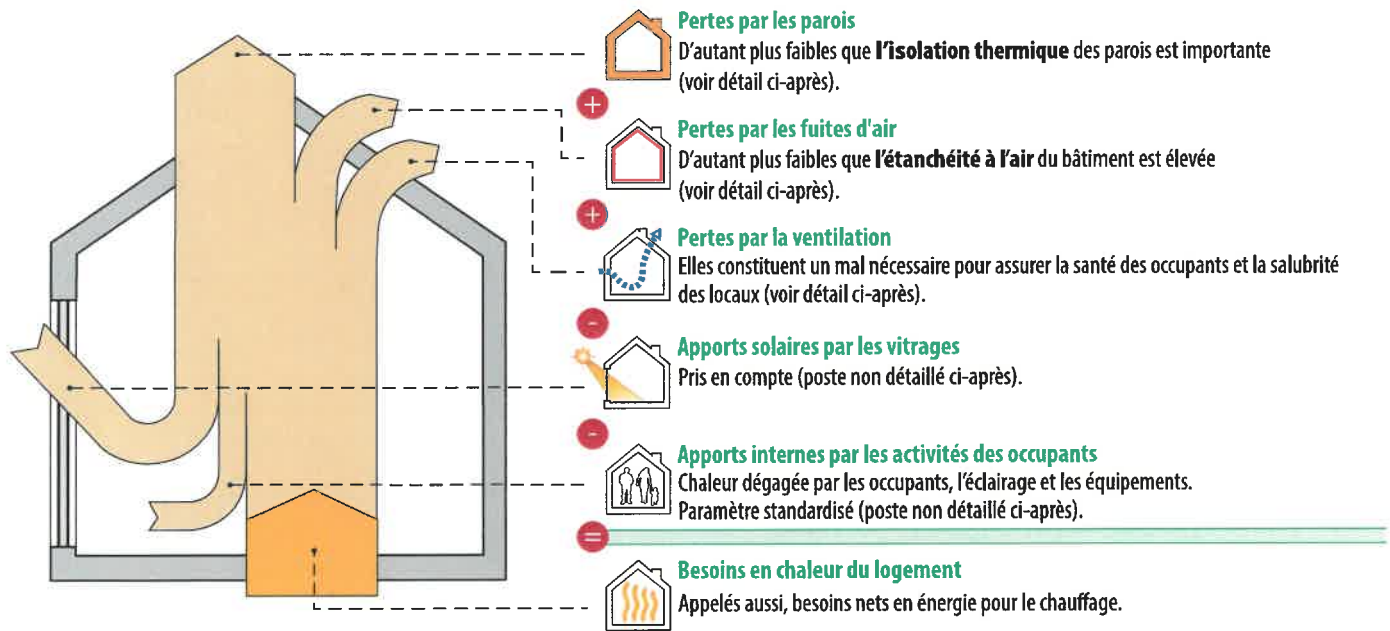 Pertes par les parois
D'autant plus faibles que l'isolation thermique des parois est importante
(voir détail ci-après).
+
Pertes par les fuites d'air
D'autant plus faibles que l'étanchéité à l'air du bâtiment est élevée
(voir détail ci-après).
+
Pertes par la ventilation
Elles constituent un mal nécessaire pour assurer la santé des occupants et la salubrité
des locaux (voir détail ci-après).
-
Apports solaires par les vitrages
Pris en compte (poste non détaillé ci-après).
-
Apports internes par les activités des occupants
Chaleur dégagée par les occupants, l'éclairage et les équipements.
Paramètre standardisé (poste non détaillé ci-après).
=
Besoins en chaleur du logement
Appelés aussi, besoins nets en énergie pour le chauffage.